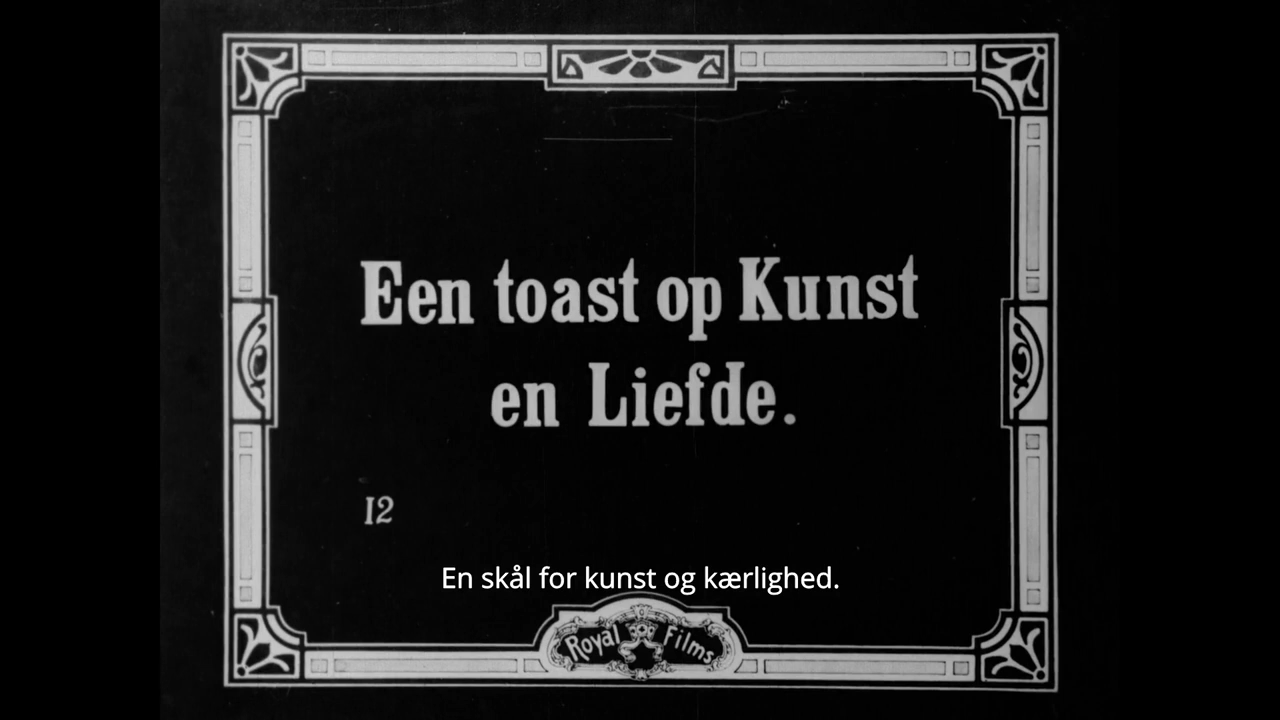 Een toast op Kunst
en Liefde.
12
En skål for kunst og kærlighed.
Royal Films